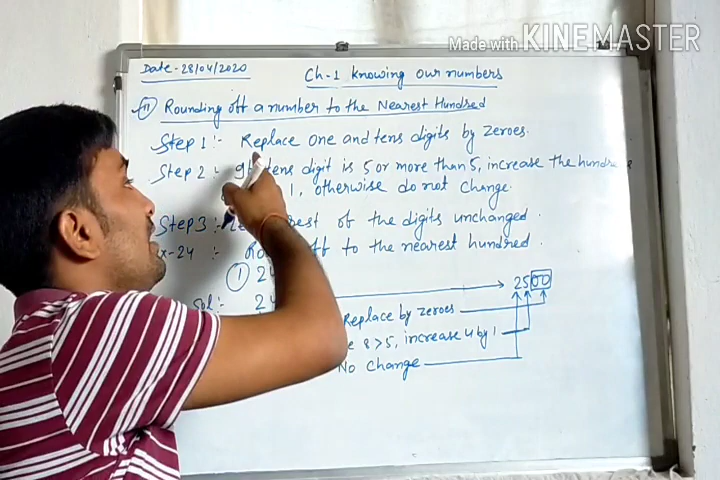 Made with KINEMASTER
Date-28/04/2020
Ch-1 Knowing our numbers
(11) Rounding off a number to the Nearest Hundred
Step 1:- Replace one and tens digits by zeroes.
Step 2:- If tens digit is 5 or more than 5, increase the
1, otherwise do not change.
Step 3:- rest of the digits unchanged.
Ex-24 :- off to the nearest hundred.
(1) 24
Sol:- 24 2500
Replace by zeroes
8>5, increase 4 by 1
No change